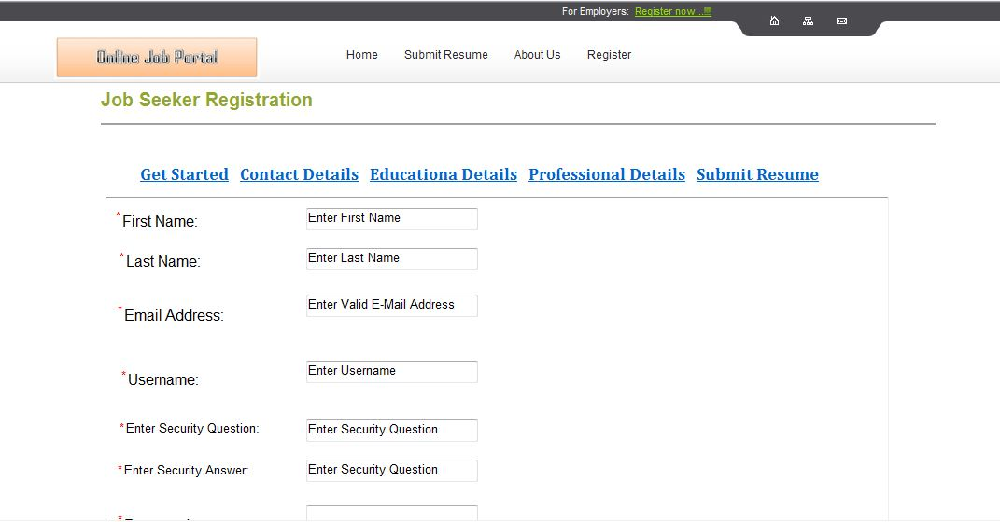 For Employers: Register now...
Online Job Portal
Home Submit Resume About Us Register
Job Seeker Registration
Get Started Contact Details Educationa Details Professional Details Submit Resume
*First Name: Enter First Name
*Last Name: Enter Last Name
*Email Address: Enter Valid E-Mail Address
*Username: Enter Username
*Enter Security Question: Enter Security Question
*Enter Security Answer: Enter Security Question
*